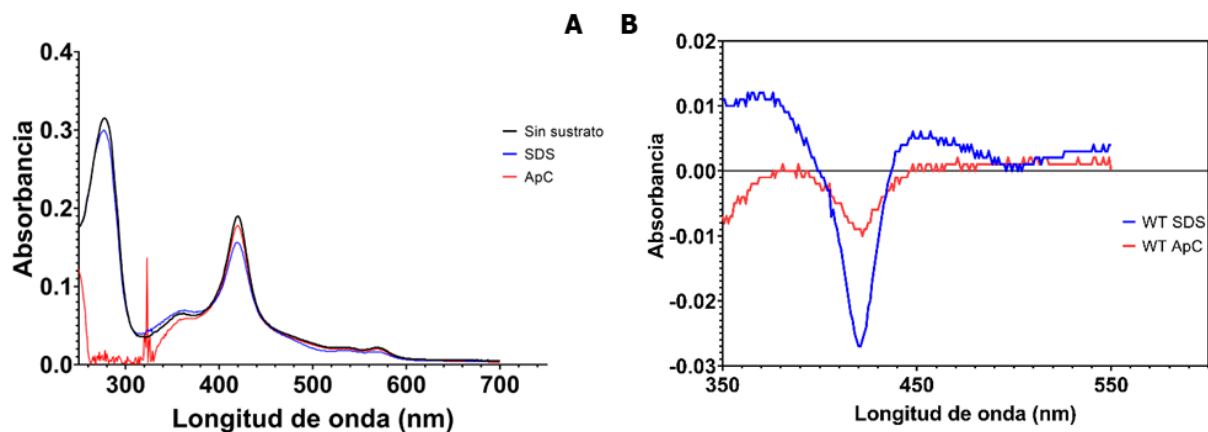 A
0.4
0.3
0.2
0.1
0.0
Absorbancia
300
400
500
600
700
Longitud de onda (nm)
Sin sustrato
SDS
ApC
B
0.02
0.01
0.00
-0.01
-0.02
-0.03
Absorbancia
350
450
550
Longitud de onda (nm)
WT SDS
WT ApC